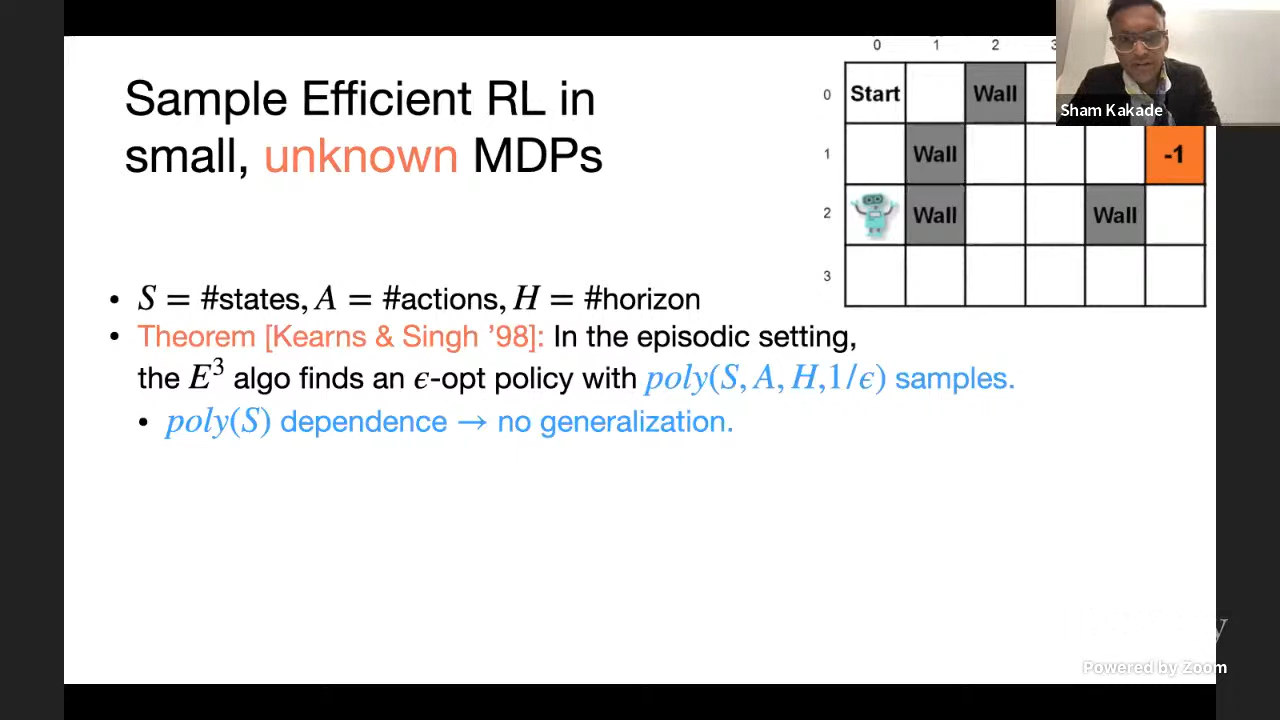 Sample Efficient RL in
small, unknown MDPs
0 1 2 3
0 Start Wall
1 Wall -1
2 Wall Wall
3
Sham Kakade
• S = #states, A = #actions, H = #horizon
• Theorem [Kearns & Singh ’98]: In the episodic setting,
the E³ algo finds an ϵ-opt policy with poly(S, A, H,1/ϵ) samples.
• poly(S) dependence → no generalization.
Powered by Zoom